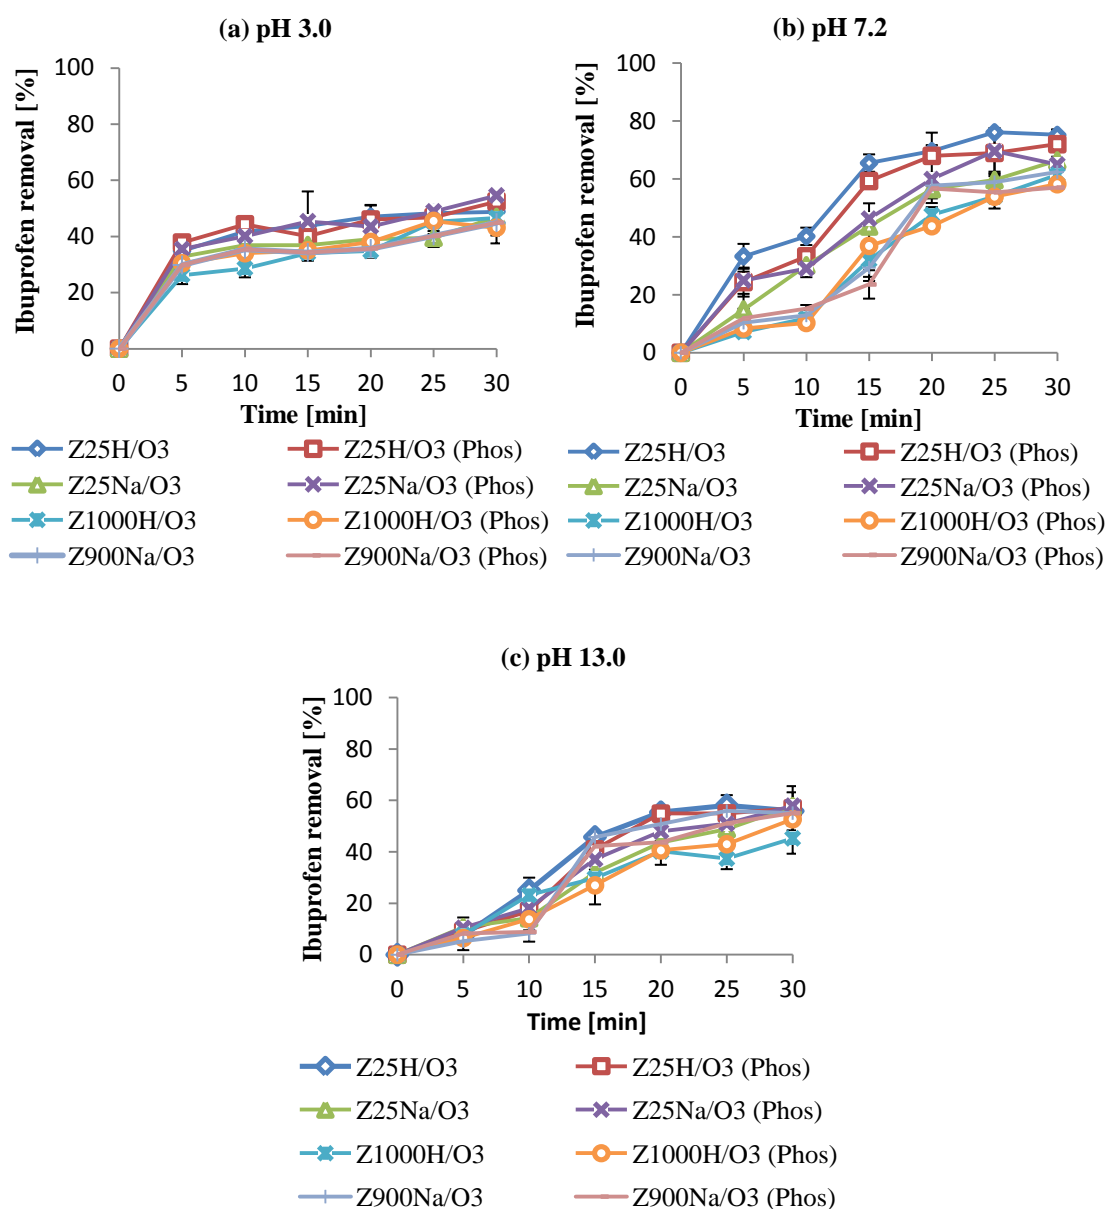 (a) pH 3.0
Ibuprofen removal [%]
100
80
60
40
20
0
0 5 10 15 20 25 30
Time [min]
Z25H/O3 Z25H/O3 (Phos)
Z25Na/O3 Z25Na/O3 (Phos)
Z1000H/O3 Z1000H/O3 (Phos)
Z900Na/O3 Z900Na/O3 (Phos)
(b) pH 7.2
Ibuprofen removal [%]
100
80
60
40
20
0
0 5 10 15 20 25 30
Time [min]
Z25H/O3 Z25H/O3 (Phos)
Z25Na/O3 Z25Na/O3 (Phos)
Z1000H/O3 Z1000H/O3 (Phos)
Z900Na/O3 Z900Na/O3 (Phos)
(c) pH 13.0
Ibuprofen removal [%]
100
80
60
40
20
0
0 5 10 15 20 25 30
Time [min]
Z25H/O3 Z25H/O3 (Phos)
Z25Na/O3 Z25Na/O3 (Phos)
Z1000H/O3 Z1000H/O3 (Phos)
Z900Na/O3 Z900Na/O3 (Phos)